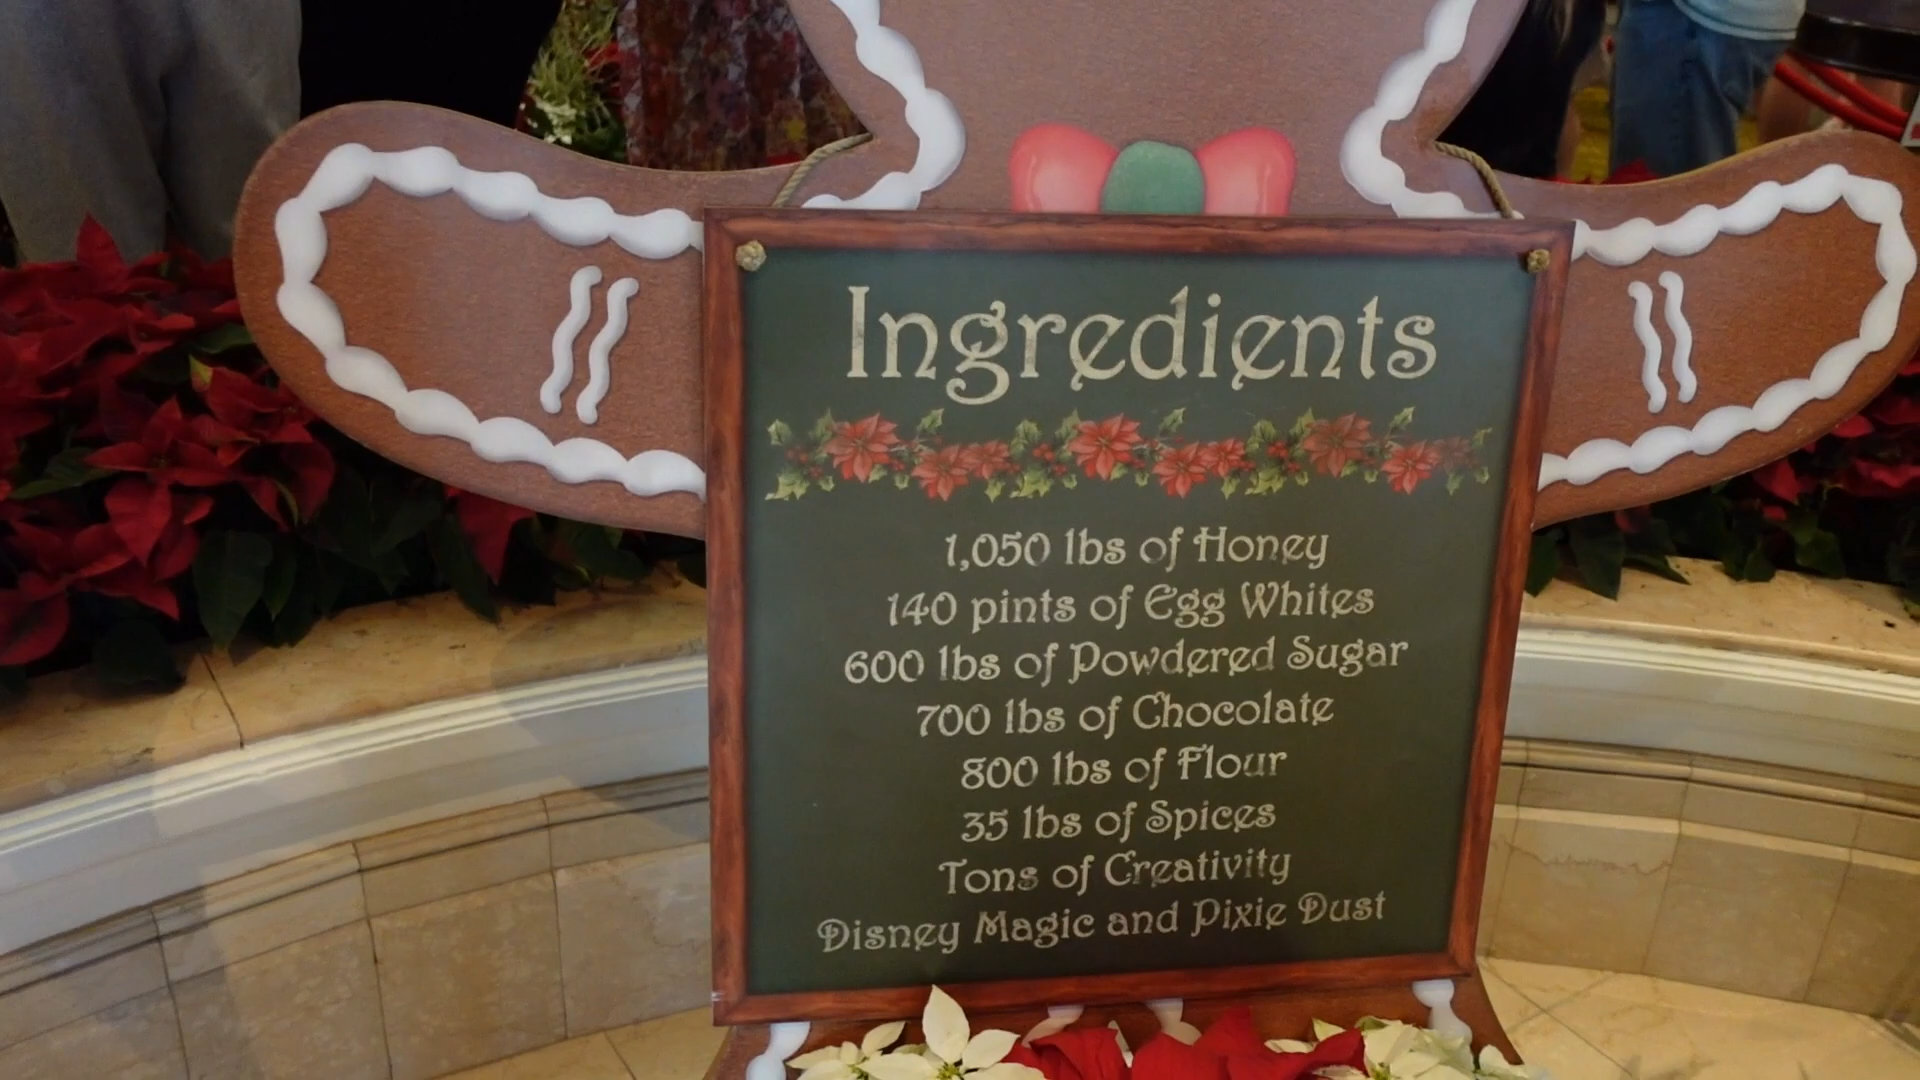 Ingredients
1,050 lbs of Honey
140 pints of Egg Whites
600 lbs of Powdered Sugar
700 lbs of Chocolate
800 lbs of Flour
35 lbs of Spices
Tons of Creativity
Disney Magic and Pixie Dust